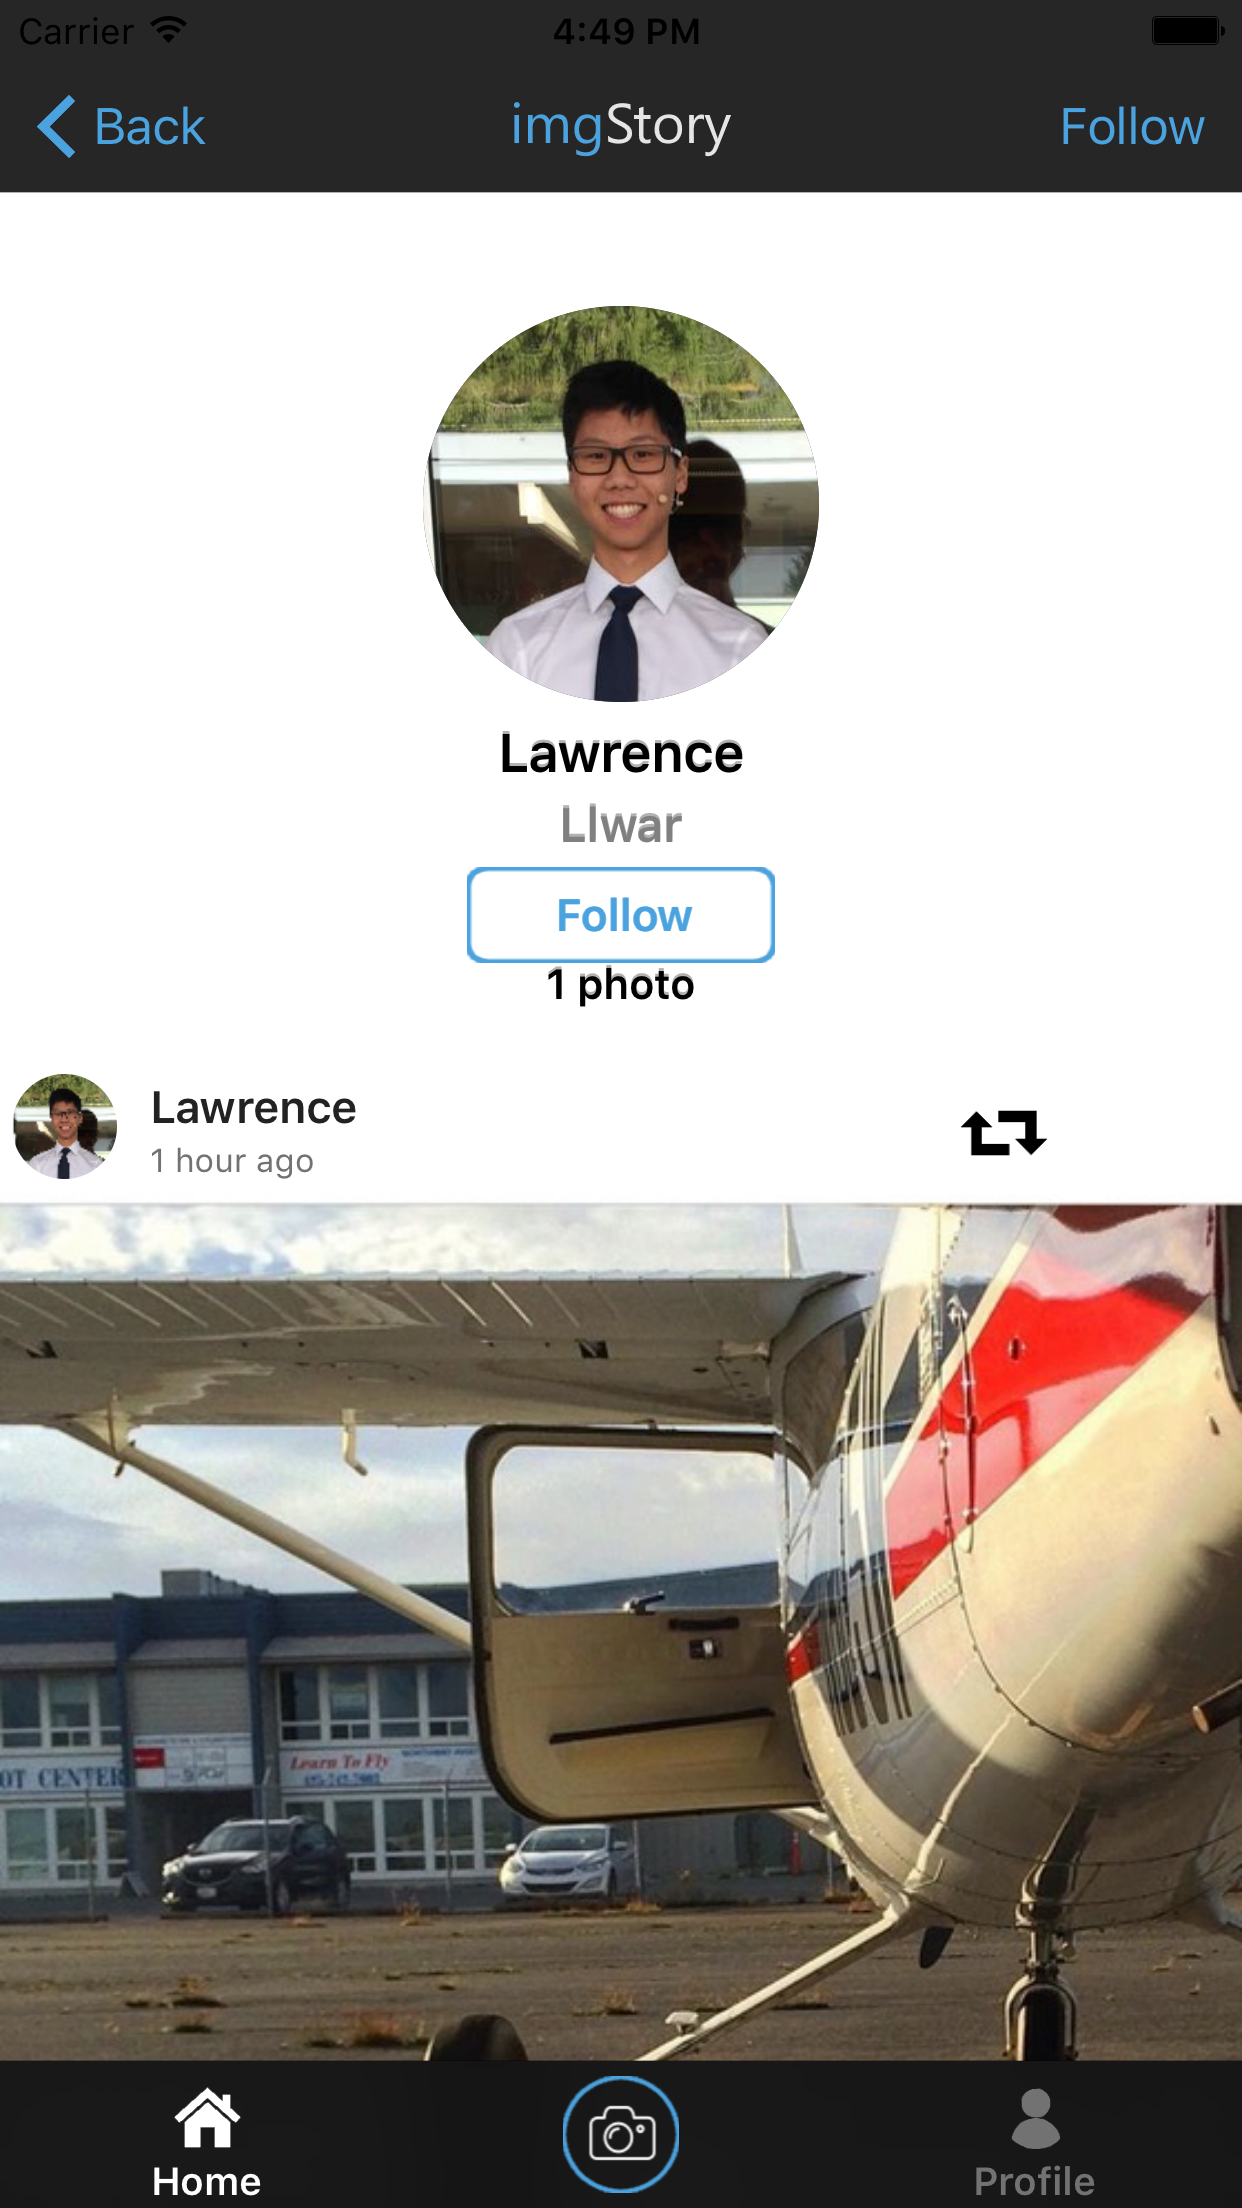 Carrier 4:49 PM
Back imgStory Follow
Lawrence
Llwar
Follow
1 photo
Lawrence
1 hour ago
OT CENTER
Learn To Fly
Home Profile